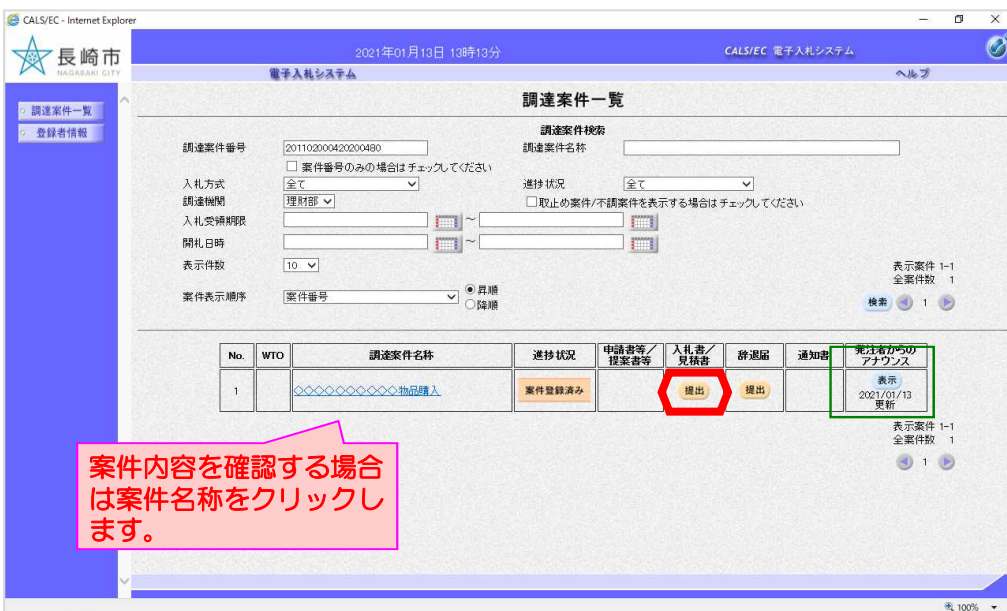 CALS/EC - Internet Explorer
長崎市
NAGASAKI CITY
2021年01月13日 13時13分
CALS/EC 電子入札システム
電子入札システム
ヘルプ
調達案件一覧
登録者情報
調達案件一覧
調達案件検索
調達案件番号
201102000420200480
調達案件名称
案件番号のみの場合はチェックしてください
入札方式
全て
進捗状況
全て
調達機関
理財部
取止め案件/不調案件を表示する場合はチェックしてください
入札受領期限
~
開札日時
~
表示件数
10
表示案件 1-1
全案件数 1
案件表示順序
案件番号
昇順
降順
検索
1
No.
WTO
調達案件名称
進捗状況
申請書等/
提案書等
入札書/
見積書
辞退届
通知書
発注者からの
アナウンス
1
◇◇◇◇◇◇◇◇◇◇物品購入
案件登録済み
提出
提出
表示
2021/01/13
更新
表示案件 1-1
全案件数 1
1
案件内容を確認する場合
は案件名称をクリックし
ます。
100%